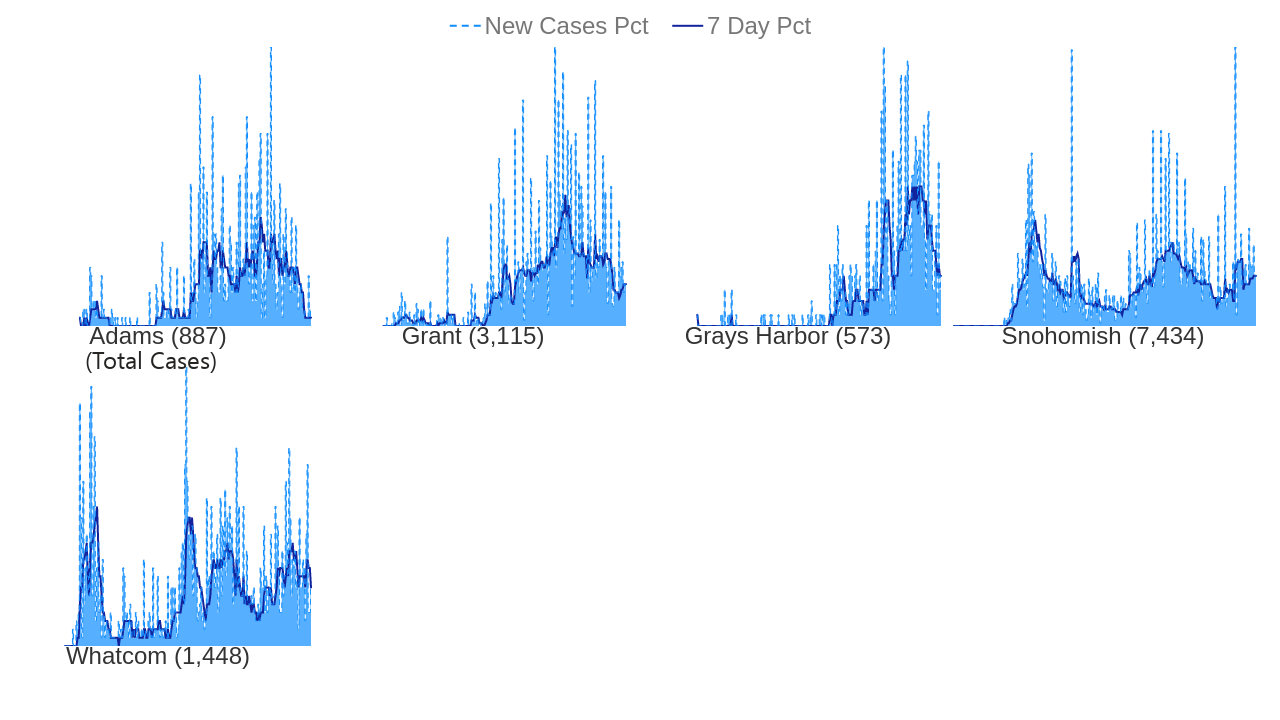 New Cases Pct 7 Day Pct
Adams (887) Grant (3,115) Grays Harbor (573) Snohomish (7,434)
(Total Cases)
Whatcom (1,448)